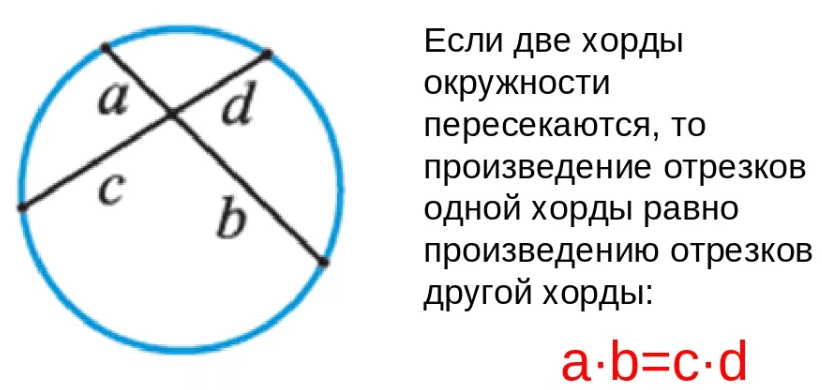 a
d
c
b
Если две хорды
окружности
пересекаются, то
произведение отрезков
одной хорды равно
произведению отрезков
другой хорды:
a·b=c·d